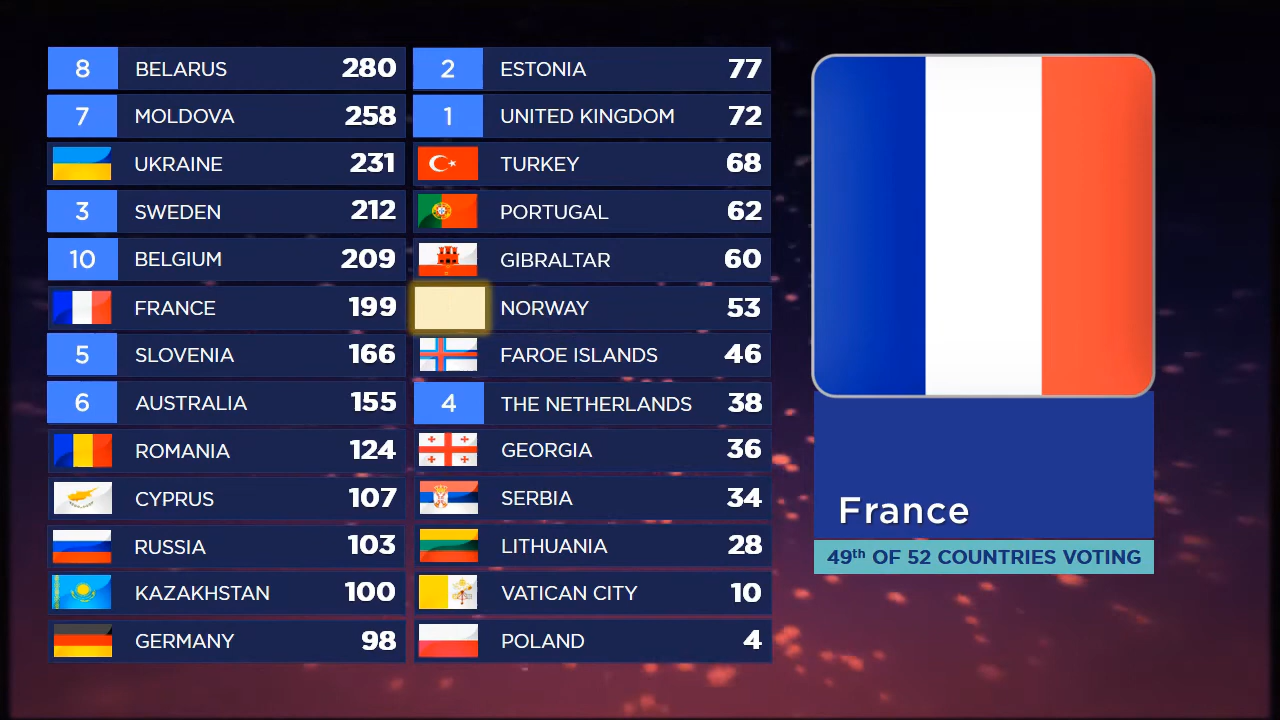 8 BELARUS 280
7 MOLDOVA 258
UKRAINE 231
3 SWEDEN 212
10 BELGIUM 209
FRANCE 199
5 SLOVENIA 166
6 AUSTRALIA 155
ROMANIA 124
CYPRUS 107
RUSSIA 103
KAZAKHSTAN 100
GERMANY 98
2 ESTONIA 77
1 UNITED KINGDOM 72
TURKEY 68
PORTUGAL 62
GIBRALTAR 60
NORWAY 53
FAROE ISLANDS 46
4 THE NETHERLANDS 38
GEORGIA 36
SERBIA 34
LITHUANIA 28
VATICAN CITY 10
POLAND 4
France
49th OF 52 COUNTRIES VOTING